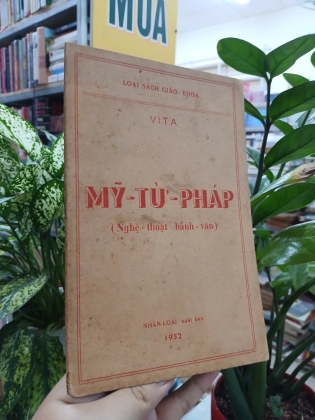 MUA
LOẠI SÁCH GIÁO-KHOA
VITA
MỸ-TỪ-PHÁP
(Nghệ-thuật hành-văn)
NHÂN-LOẠI xuất bản
1952